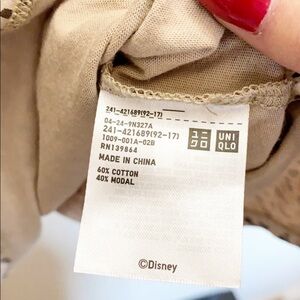 241-421689(92-17)
04-24-9N327A
241-421689(92-17)
1009-001A-02B
RN139864
MADE IN CHINA
60% COTTON
40% MODAL
ユニ
クロ
UNI
QLO
©Disney